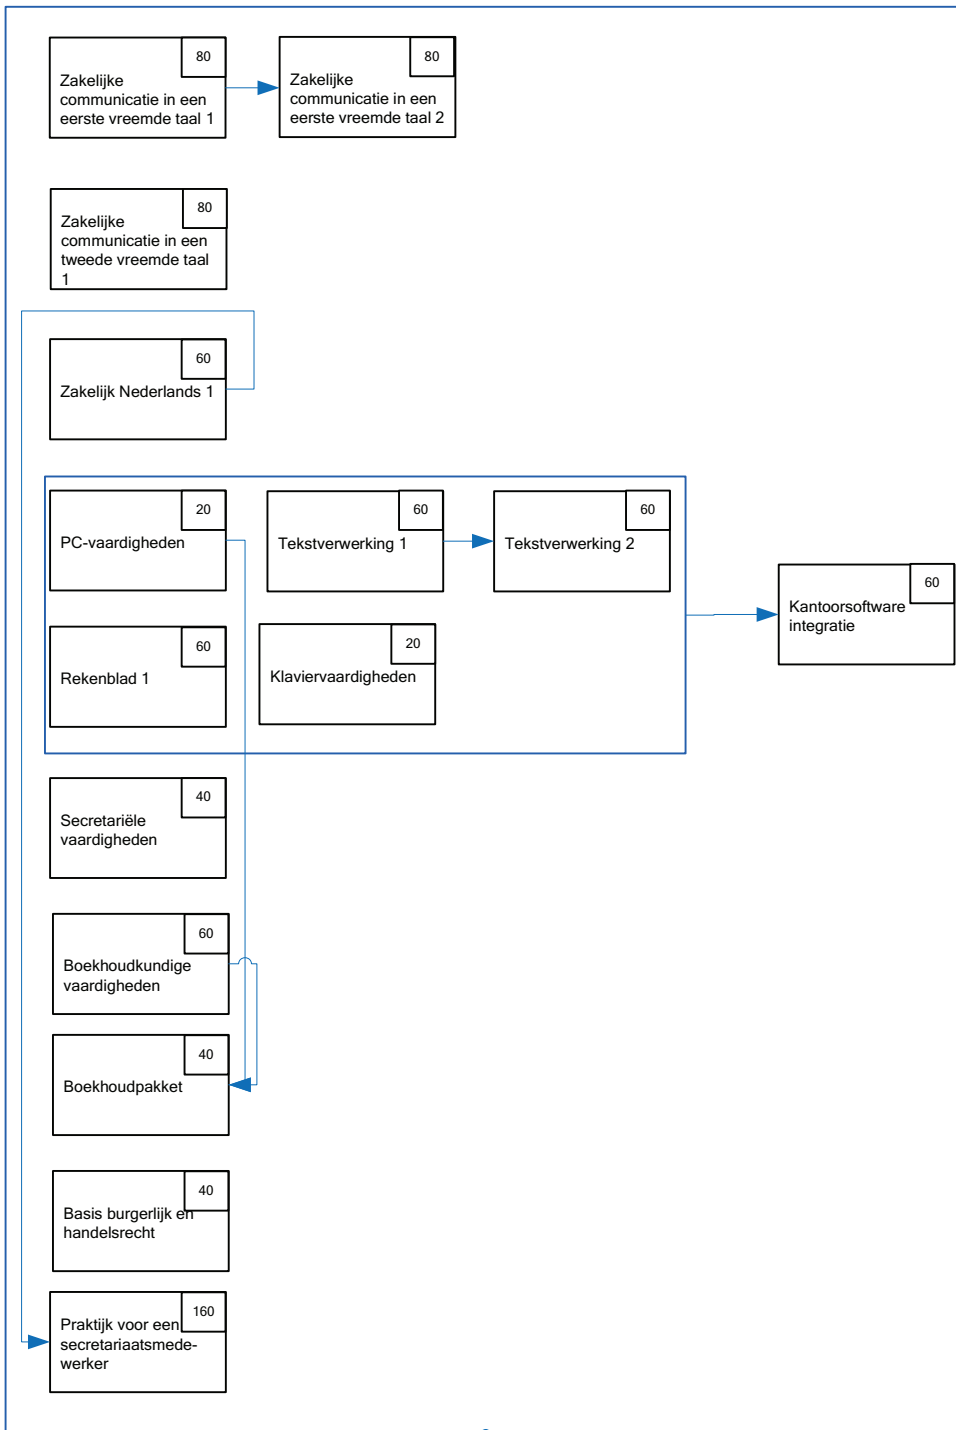 80
Zakelijke
communicatie in een
eerste vreemde taal 1
80
Zakelijke
communicatie in een
eerste vreemde taal 2
80
Zakelijke
communicatie in een
tweede vreemde taal
1
60
Zakelijk Nederlands 1
20
PC-vaardigheden
60
Tekstverwerking 1
60
Tekstverwerking 2
60
Kantoorsoftware
integratie
60
Rekenblad 1
20
Klaviervaardigheden
40
Secretariële
vaardigheden
60
Boekhoudkundige
vaardigheden
40
Boekhoudpakket
40
Basis burgerlijk en
handelsrecht
160
Praktijk voor een
secretariaatsmede-
werker